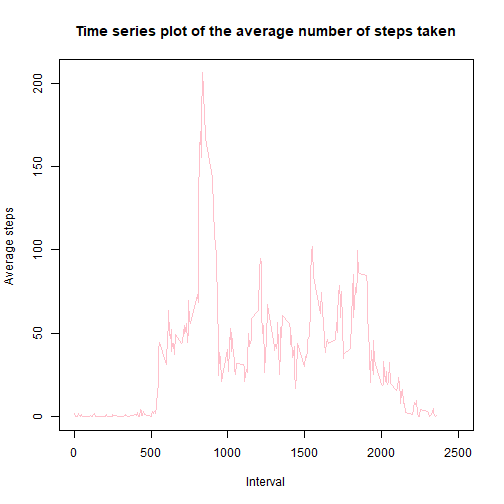 Time series plot of the average number of steps taken
200
150
100
50
0
Average steps
0 500 1000 1500 2000 2500
Interval